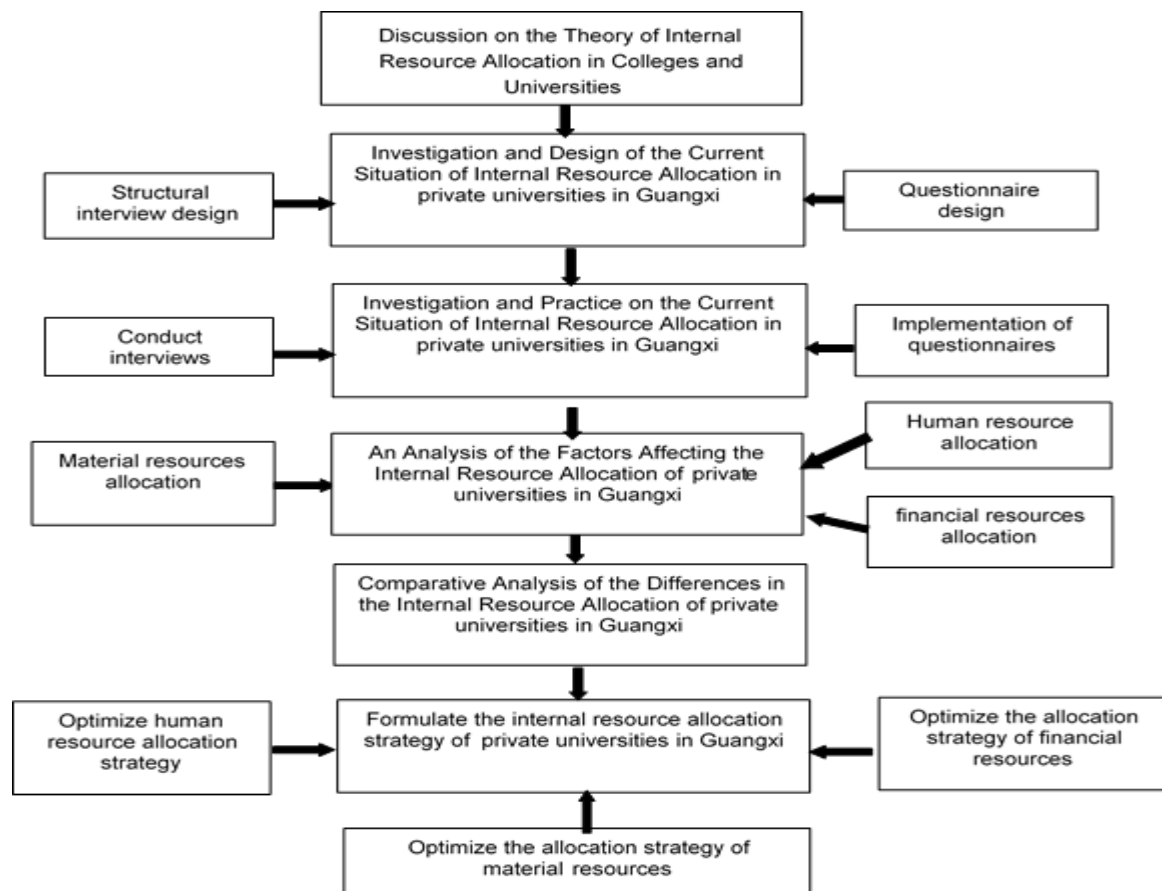 Discussion on the Theory of Internal
Resource Allocation in Colleges and
Universities
Investigation and Design of the Current
Situation of Internal Resource Allocation in
private universities in Guangxi
Structural
interview design
Questionnaire
design
Investigation and Practice on the Current
Situation of Internal Resource Allocation in
private universities in Guangxi
Conduct
interviews
Implementation of
questionnaires
An Analysis of the Factors Affecting the
Internal Resource Allocation of private
universities in Guangxi
Material resources
allocation
Human resource
allocation
financial resources
allocation
Comparative Analysis of the Differences in
the Internal Resource Allocation of private
universities in Guangxi
Formulate the internal resource allocation
strategy of private universities in Guangxi
Optimize human
resource allocation
strategy
Optimize the allocation
strategy of financial
resources
Optimize the allocation strategy of
material resources